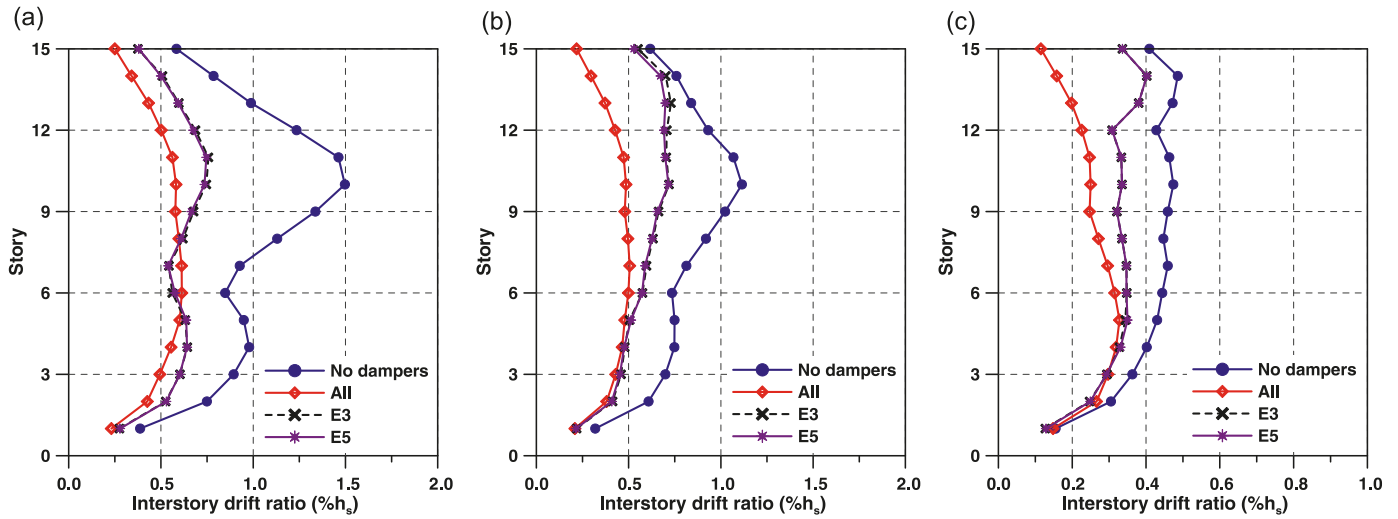 (a)
15
12
9
6
3
0
Story
0.0 0.5 1.0 1.5 2.0
Interstory drift ratio (%hs)
No dampers
All
E3
E5
(b)
15
12
9
6
3
0
Story
0.0 0.5 1.0 1.5 2.0
Interstory drift ratio (%hs)
No dampers
All
E3
E5
(c)
15
12
9
6
3
0
Story
0.0 0.2 0.4 0.6 0.8 1.0
Interstory drift ratio (%hs)
No dampers
All
E3
E5